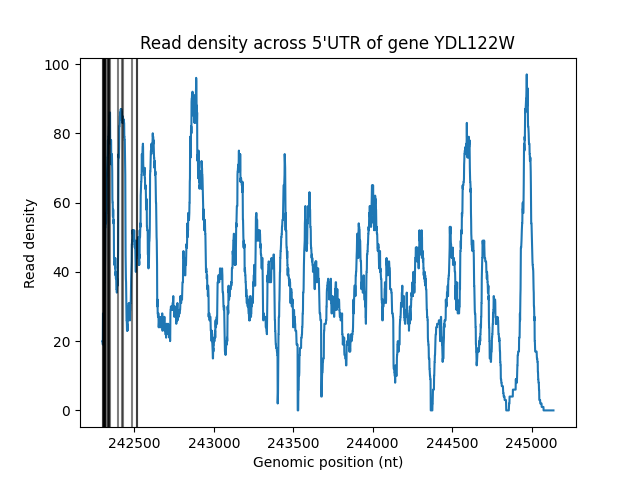 Read density across 5'UTR of gene YDL122W
100
80
60
40
20
0
Read density
242500 243000 243500 244000 244500 245000
Genomic position (nt)